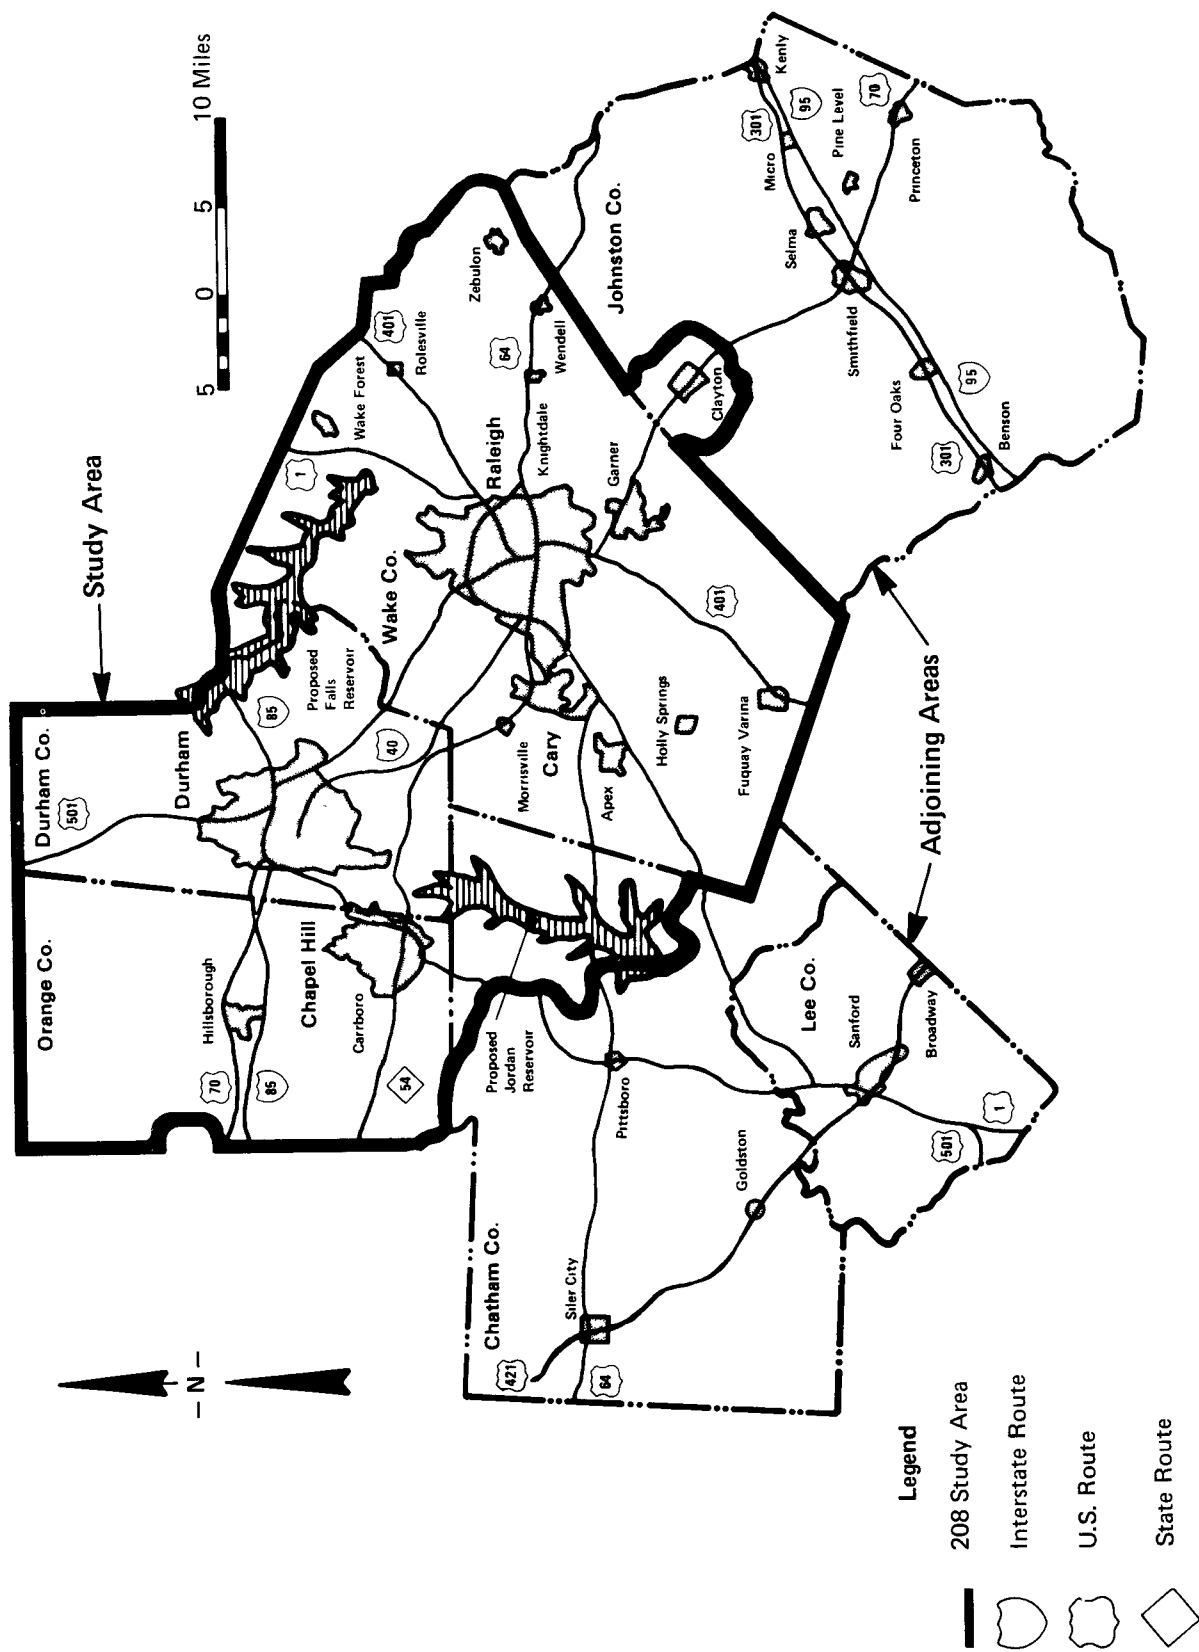 Study Area
5 0 5 10 Miles
Orange Co.
Durham Co.
501
Durham
Hillsborough
70
85
Chapel Hill
Carrboro
54
85
40
Proposed
Falls
Reservoir
Wake Co.
1
Wake Forest
401
Rolesville
Zebulon
64
Wendell
Knightdale
Raleigh
Garner
Morrisville
Cary
Apex
Holly Springs
Fuquay Varina
401
Proposed
Jordan
Reservoir
Johnston Co.
Clayton
Kenly
301
95
Micro
Pine Level
70
Princeton
Selma
Smithfield
Four Oaks
95
301
Benson
Adjoining Areas
Chatham Co.
421
64
Siler City
Pittsboro
Goldston
Lee Co.
Sanford
Broadway
501
1
– N –
Legend
208 Study Area
Interstate Route
U.S. Route
State Route